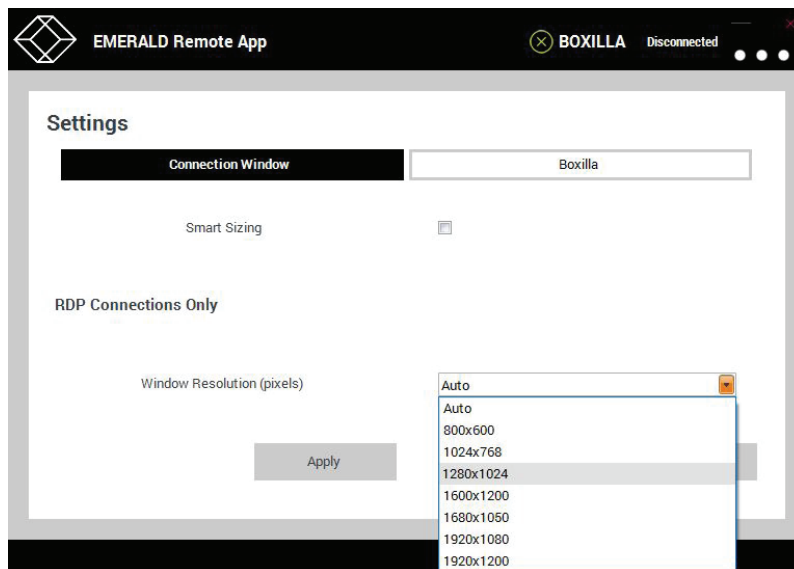 EMERALD Remote App
BOXILLA Disconnected
Settings
Connection Window
Boxilla
Smart Sizing
RDP Connections Only
Window Resolution (pixels)
Auto
Auto
800x600
1024x768
1280x1024
1600x1200
1680x1050
1920x1080
1920x1200
Apply